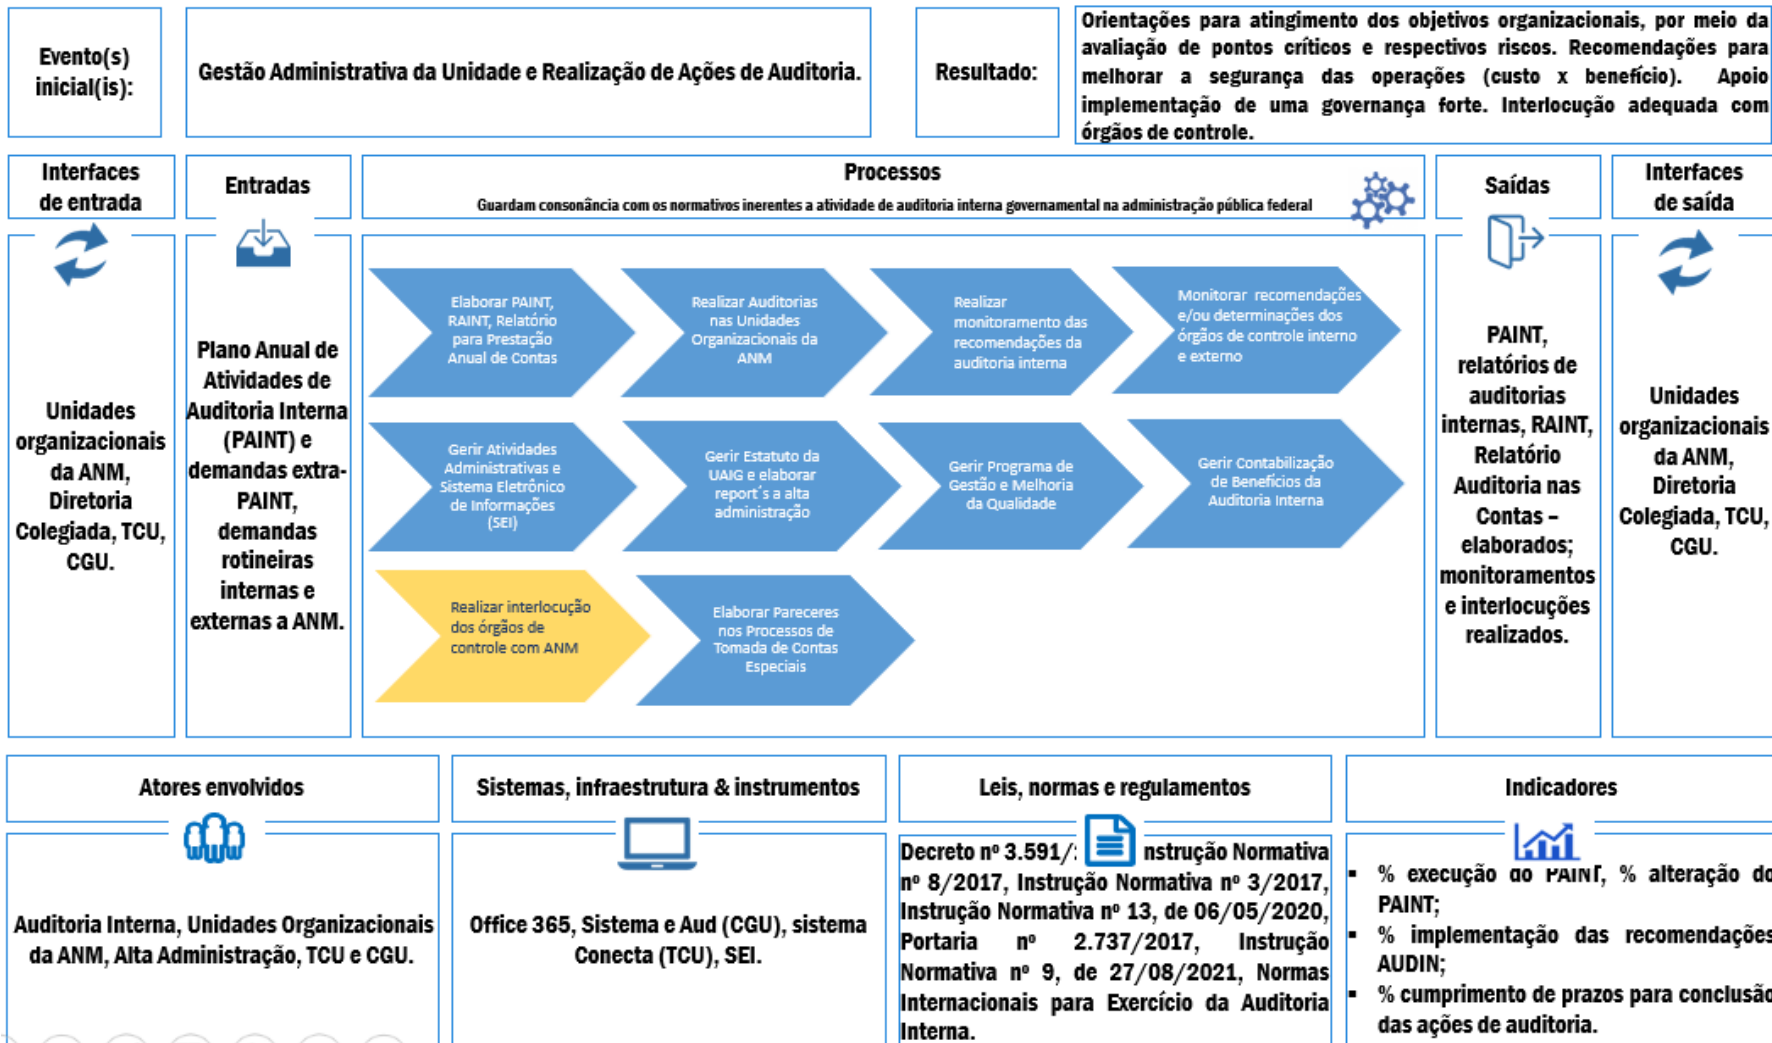 Evento(s)
inicial(is):
Gestão Administrativa da Unidade e Realização de Ações de Auditoria.
Resultado:
Orientações para atingimento dos objetivos organizacionais, por meio da
avaliação de pontos críticos e respectivos riscos. Recomendações para
melhorar a segurança das operações (custo x benefício). Apoio
implementação de uma governança forte. Interlocução adequada com
órgãos de controle.
Interfaces
de entrada
Entradas
Processos
Guardam consonância com os normativos inerentes a atividade de auditoria interna governamental na administração pública federal
Saídas
Interfaces
de saída
Unidades
organizacionais
da ANM,
Diretoria
Colegiada, TCU,
CGU.
Plano Anual de
Atividades de
Auditoria Interna
(PAINT) e
demandas extra-
PAINT,
demandas
rotineiras
internas e
externas a ANM.
Elaborar PAINT,
RAINT, Relatório
para Prestação
Anual de Contas
Realizar Auditorias
nas Unidades
Organizacionais da
ANM
Realizar
monitoramento das
recomendações da
auditoria interna
Monitorar recomendações
e/ou determinações dos
órgãos de controle interno
e externo
Gerir Atividades
Administrativas e
Sistema Eletrônico
de Informações
(SEI)
Gerir Estatuto da
UAIG e elaborar
report´s a alta
administração
Gerir Programa de
Gestão e Melhoria
da Qualidade
Gerir Contabilização
de Benefícios da
Auditoria Interna
Realizar interlocução
dos órgãos de
controle com ANM
Elaborar Pareceres
nos Processos de
Tomada de Contas
Especiais
PAINT,
relatórios de
auditorias
internas, RAINT,
Relatório
Auditoria nas
Contas –
elaborados;
monitoramentos
e interlocuções
realizados.
Unidades
organizacionais
da ANM,
Diretoria
Colegiada, TCU,
CGU.
Atores envolvidos
Sistemas, infraestrutura & instrumentos
Leis, normas e regulamentos
Indicadores
Auditoria Interna, Unidades Organizacionais
da ANM, Alta Administração, TCU e CGU.
Office 365, Sistema e Aud (CGU), sistema
Conecta (TCU), SEI.
Decreto nº 3.591/ nstrução Normativa
nº 8/2017, Instrução Normativa nº 3/2017,
Instrução Normativa nº 13, de 06/05/2020,
Portaria nº 2.737/2017, Instrução
Normativa nº 9, de 27/08/2021, Normas
Internacionais para Exercício da Auditoria
Interna.
▪ % execução do PAINT, % alteração do
PAINT;
▪ % implementação das recomendações
AUDIN;
▪ % cumprimento de prazos para conclusão
das ações de auditoria.